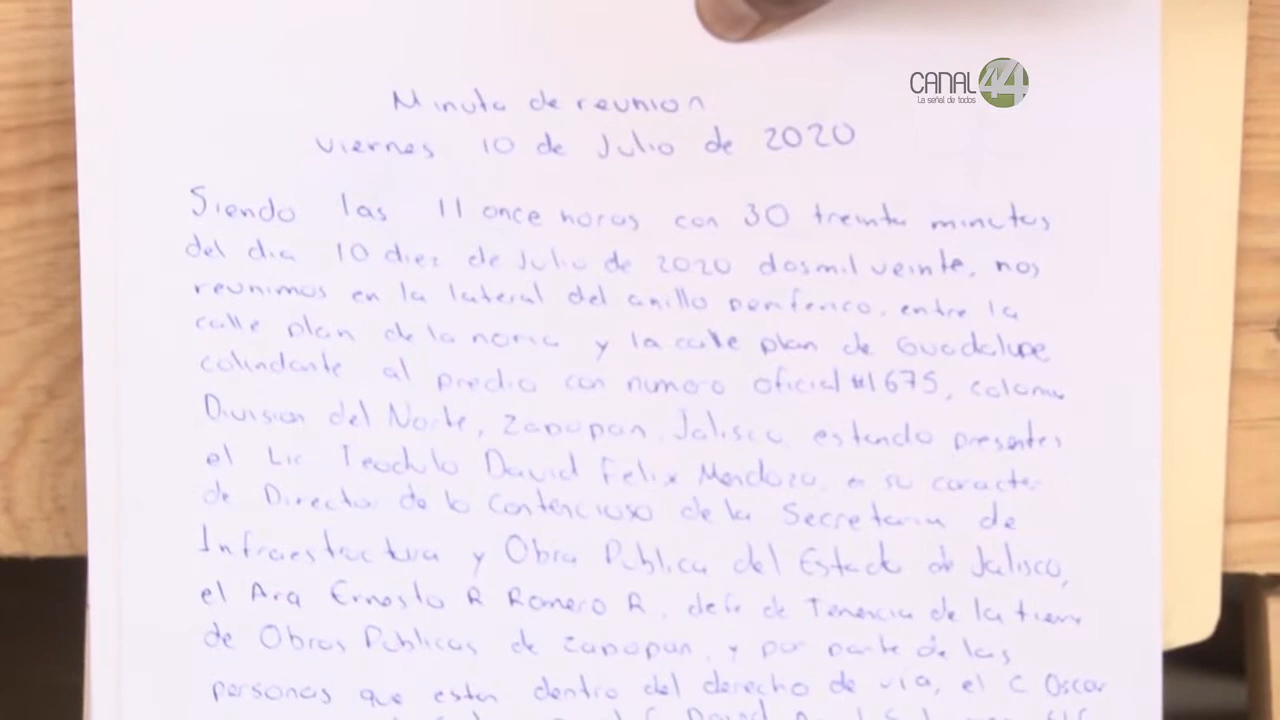 CANAL 44
La señal de todos
Minuta de reunion
viernes 10 de Julio de 2020
Siendo las 11 once horas con 30 treinta minutos
del dia 10 diez de Julio de 2020 dosmil veinte, nos
reunimos en la lateral del anillo periferico, entre la
calle plan de la noria y la calle plan de Guadalupe
colindante al predio con numero oficial #1675, colonia
Division del Norte, Zapopan, Jalisco, estando presentes
el Lic Teodulo David Felix Mendoza, en su caracter
de Director de lo Contencioso de la Secretaria de
Infraestructura y Obra Publica del Estado de Jalisco,
el Arq Ernesto R Romero R, Jefe de Tenencia de la tierra
de Obras Publicas de Zapopan, y por parte de las
personas que estan dentro del derecho de via, el C Oscar